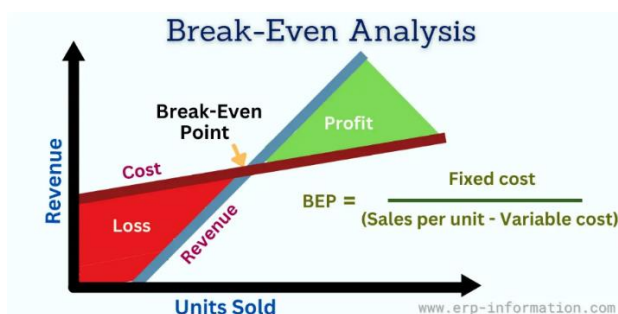 Break-Even Analysis
Break-Even
Point
Profit
Cost
Revenue
Loss
Revenue
BEP =
Fixed cost
(Sales per unit - Variable cost)
Units Sold
www.erp-information.com